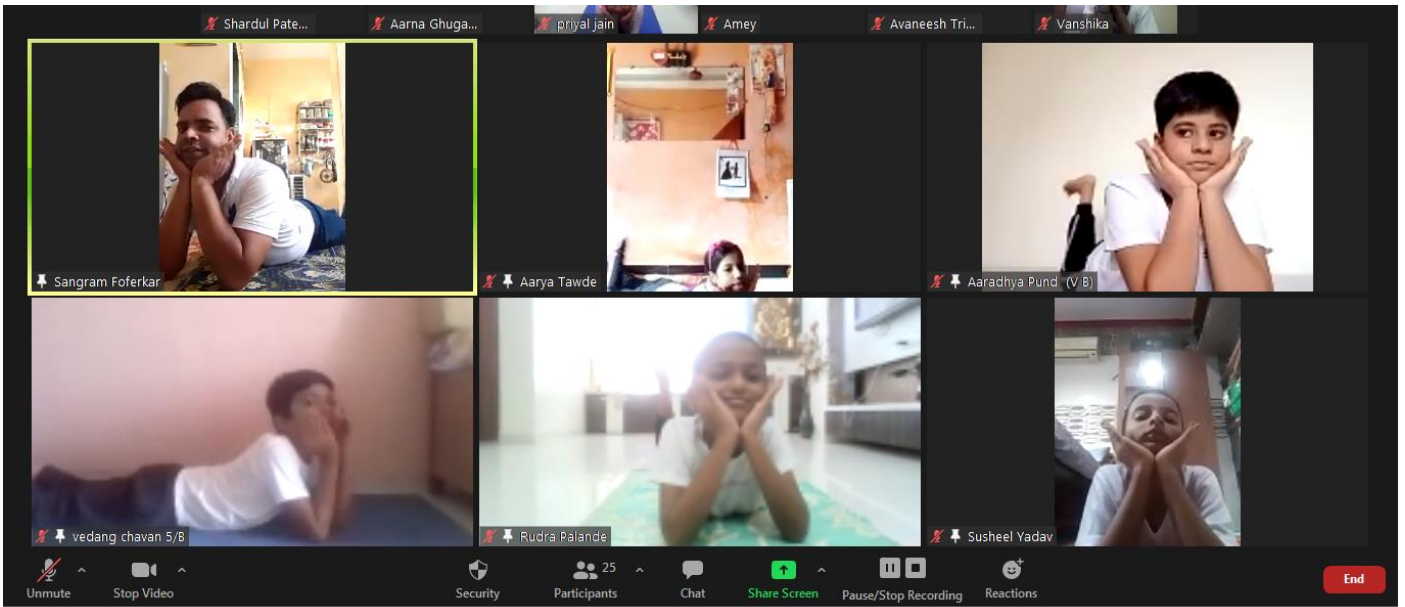 Shardul Pate...
Aarna Ghuga...
priyal jain
Amey
Avaneesh Tri...
Vanshika
Sangram Foferkar
Aarya Tawde
Aaradhya Pund (V B)
vedang chavan 5/B
Rudra Palande
Susheel Yadav
Unmute
Stop Video
Security
25
Participants
Chat
Share Screen
Pause/Stop Recording
Reactions
End